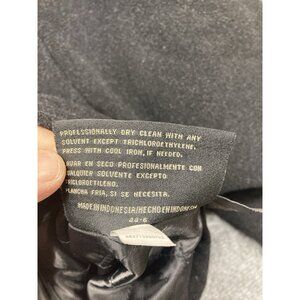 PROFESSIONALLY DRY CLEAN WITH ANY
SOLVENT EXCEPT TRICHLOROETHYLENE.
PRESS WITH COOL IRON, IF NEEDED.
LAVAR EN SECO PROFESIONALMENTE CON
CUALQUIER SOLVENTE EXCEPTO
TRICLOROETILENO.
PLANCHA FRIA, SI SE NECESITA.
MADE IN INDONESIA/HECHO EN INDONESIA